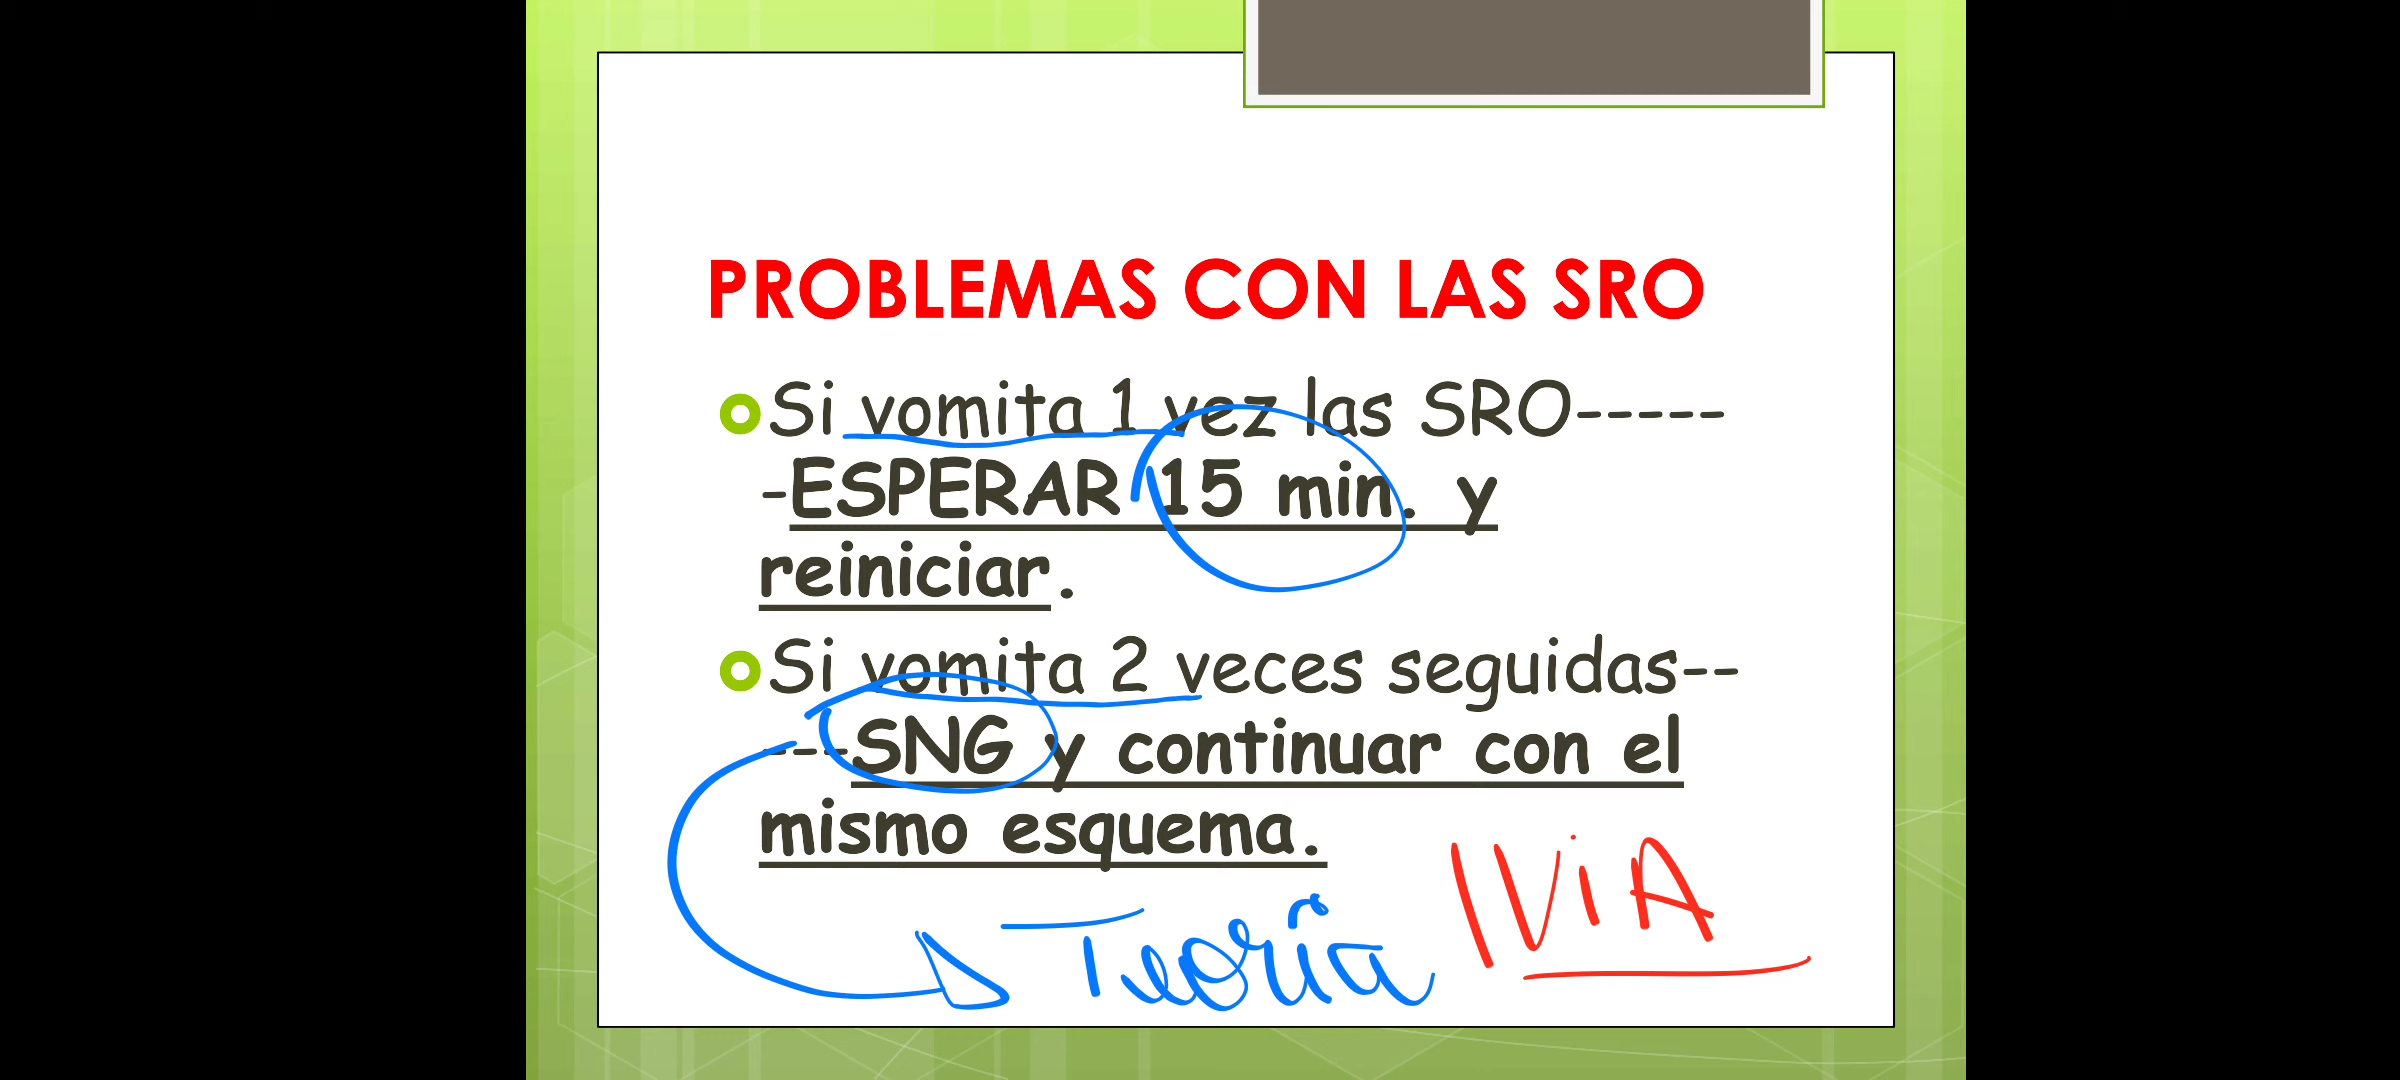 PROBLEMAS CON LAS SRO
Si vomita 1 vez las SRO-----
-ESPERAR 15 min. y
reiniciar.
Si vomita 2 veces seguidas--
----SNG y continuar con el
mismo esquema.
Teoría